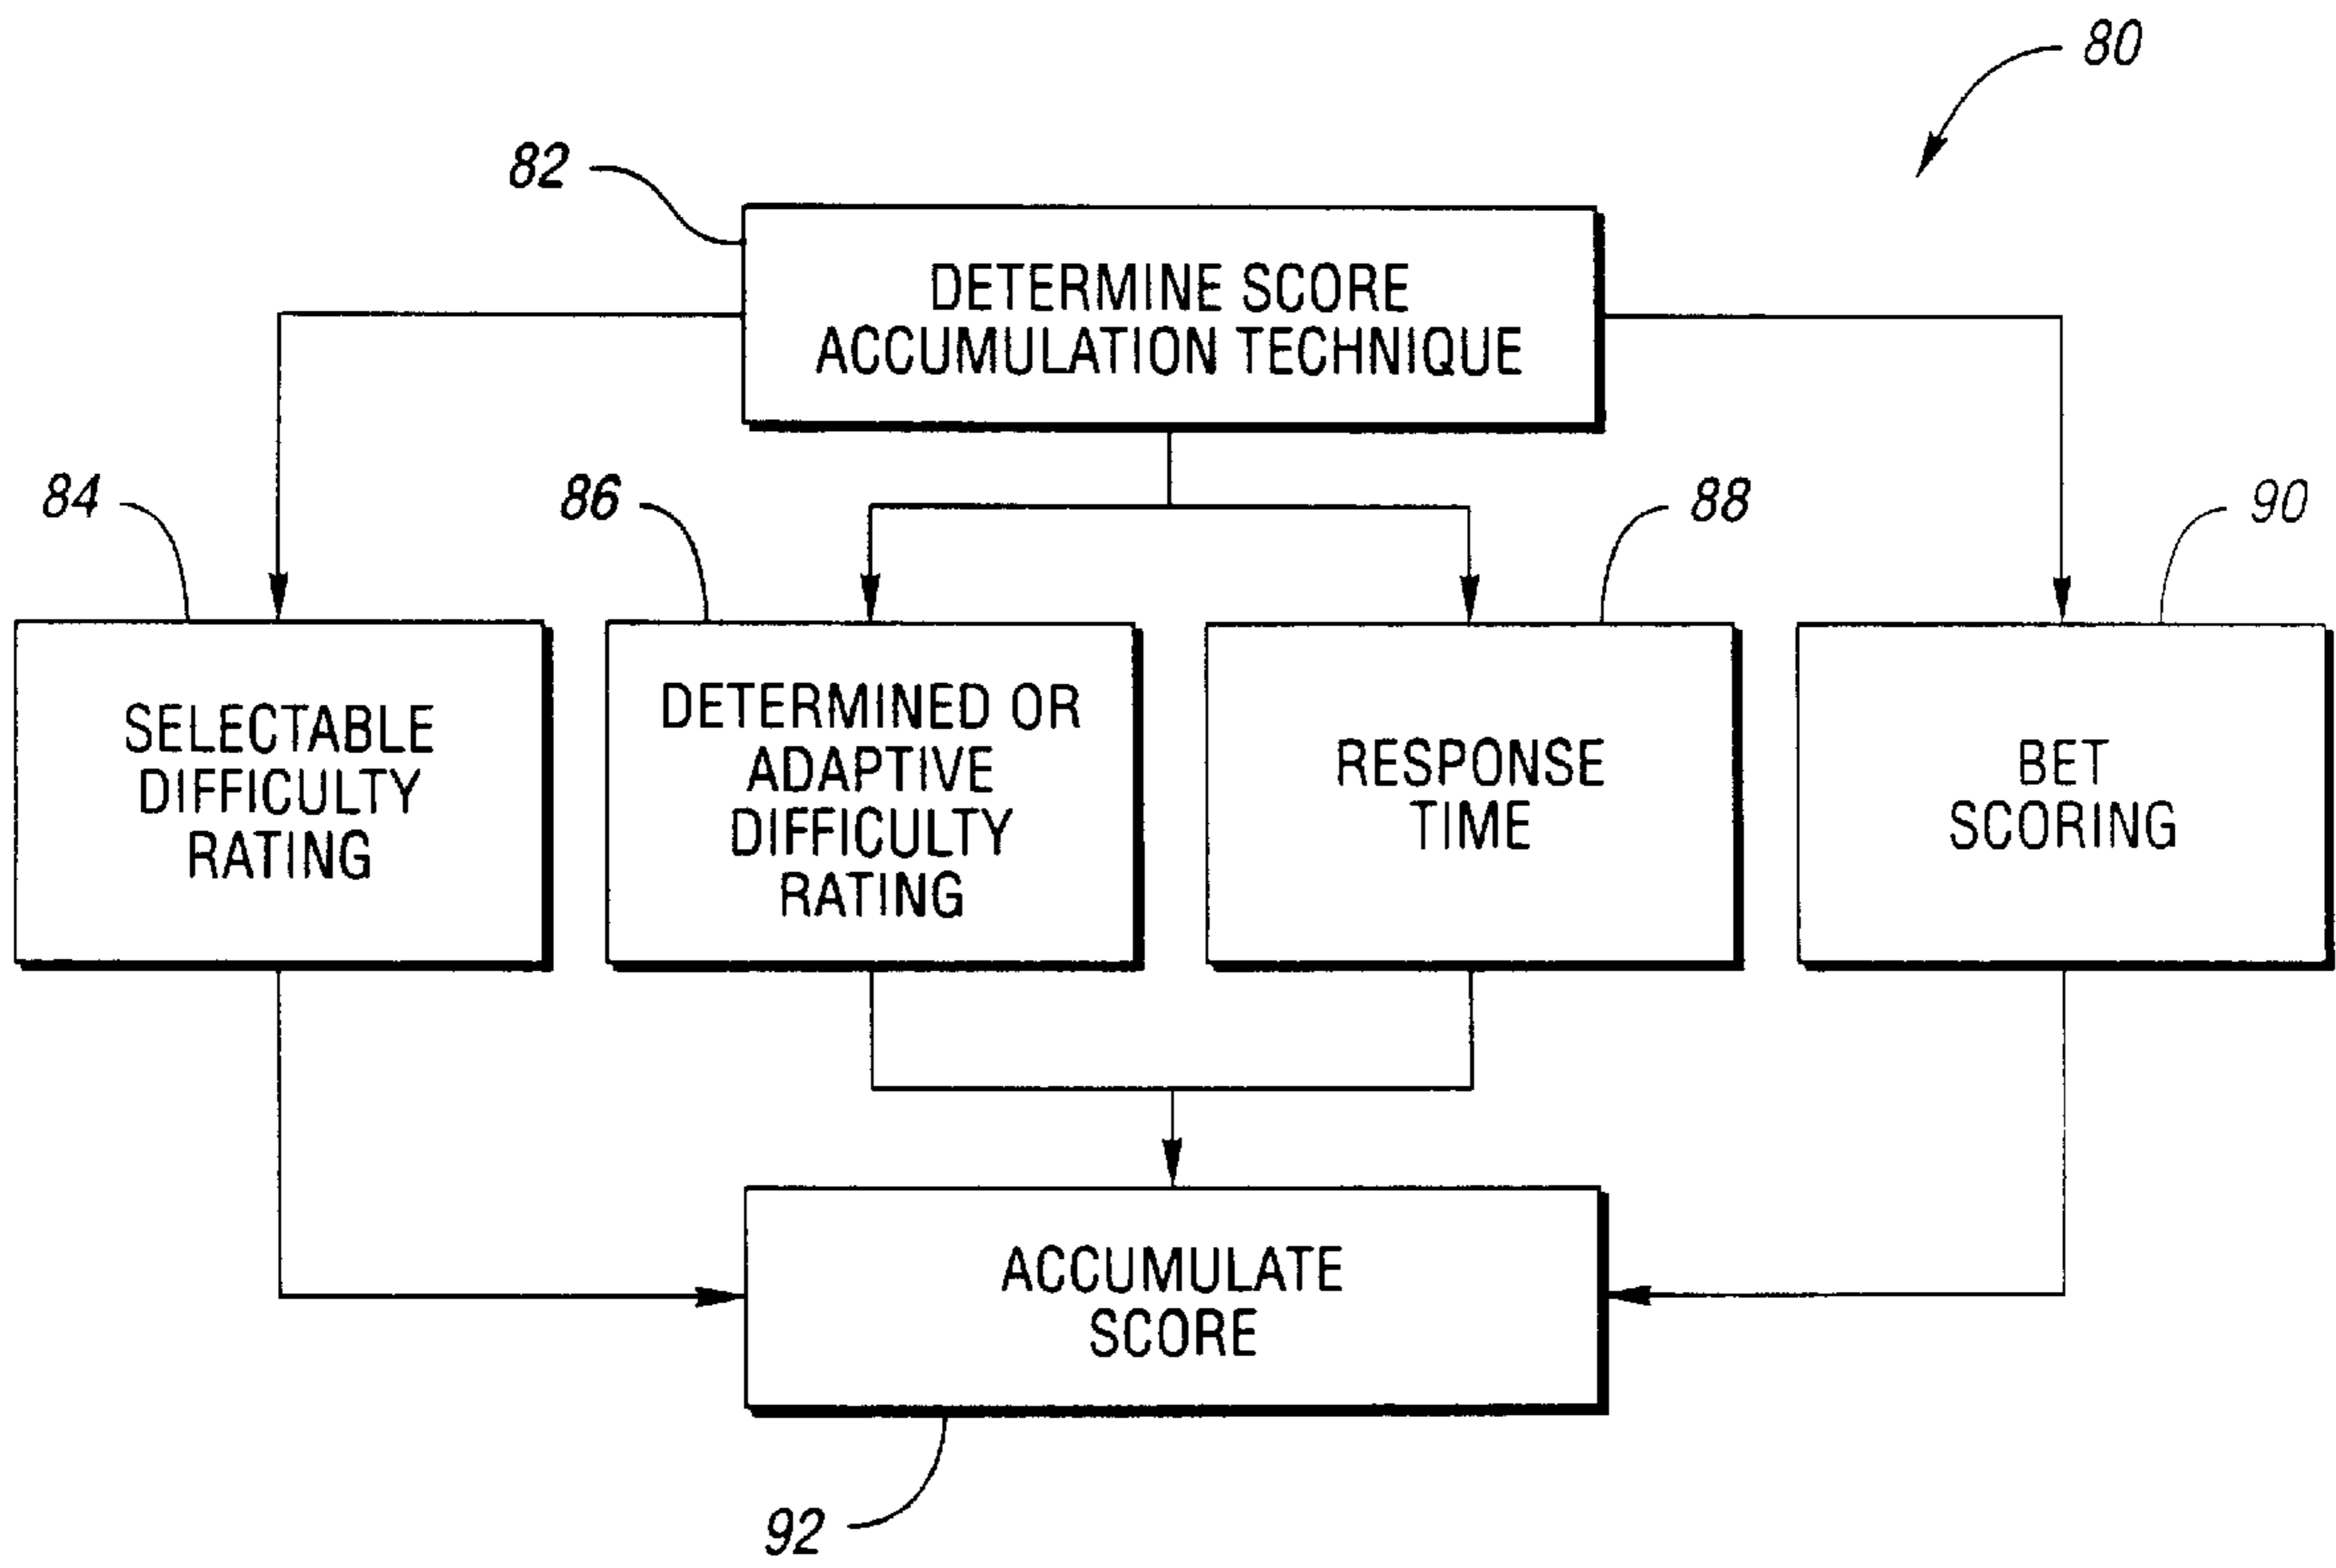 80
82
DETERMINE SCORE
ACCUMULATION TECHNIQUE
84
86
88
90
SELECTABLE
DIFFICULTY
RATING
DETERMINED OR
ADAPTIVE
DIFFICULTY
RATING
RESPONSE
TIME
BET
SCORING
ACCUMULATE
SCORE
92